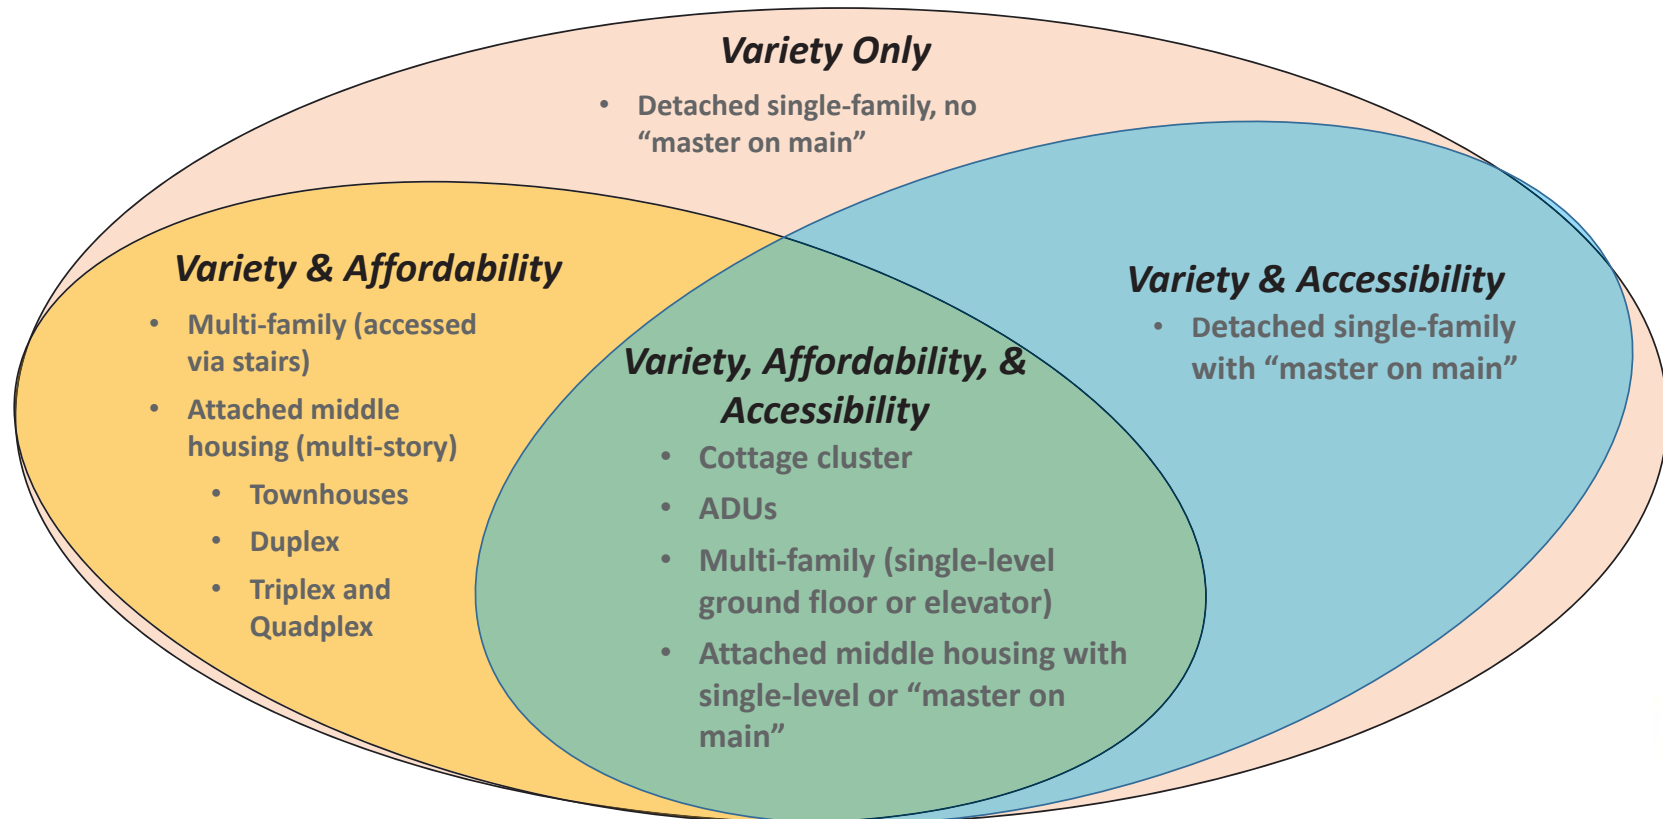 Variety Only
• Detached single-family, no
“master on main”
Variety & Affordability
• Multi-family (accessed
via stairs)
• Attached middle
housing (multi-story)
• Townhouses
• Duplex
• Triplex and
Quadplex
Variety, Affordability, &
Accessibility
• Cottage cluster
• ADUs
• Multi-family (single-level
ground floor or elevator)
• Attached middle housing with
single-level or “master on
main”
Variety & Accessibility
• Detached single-family
with “master on main”